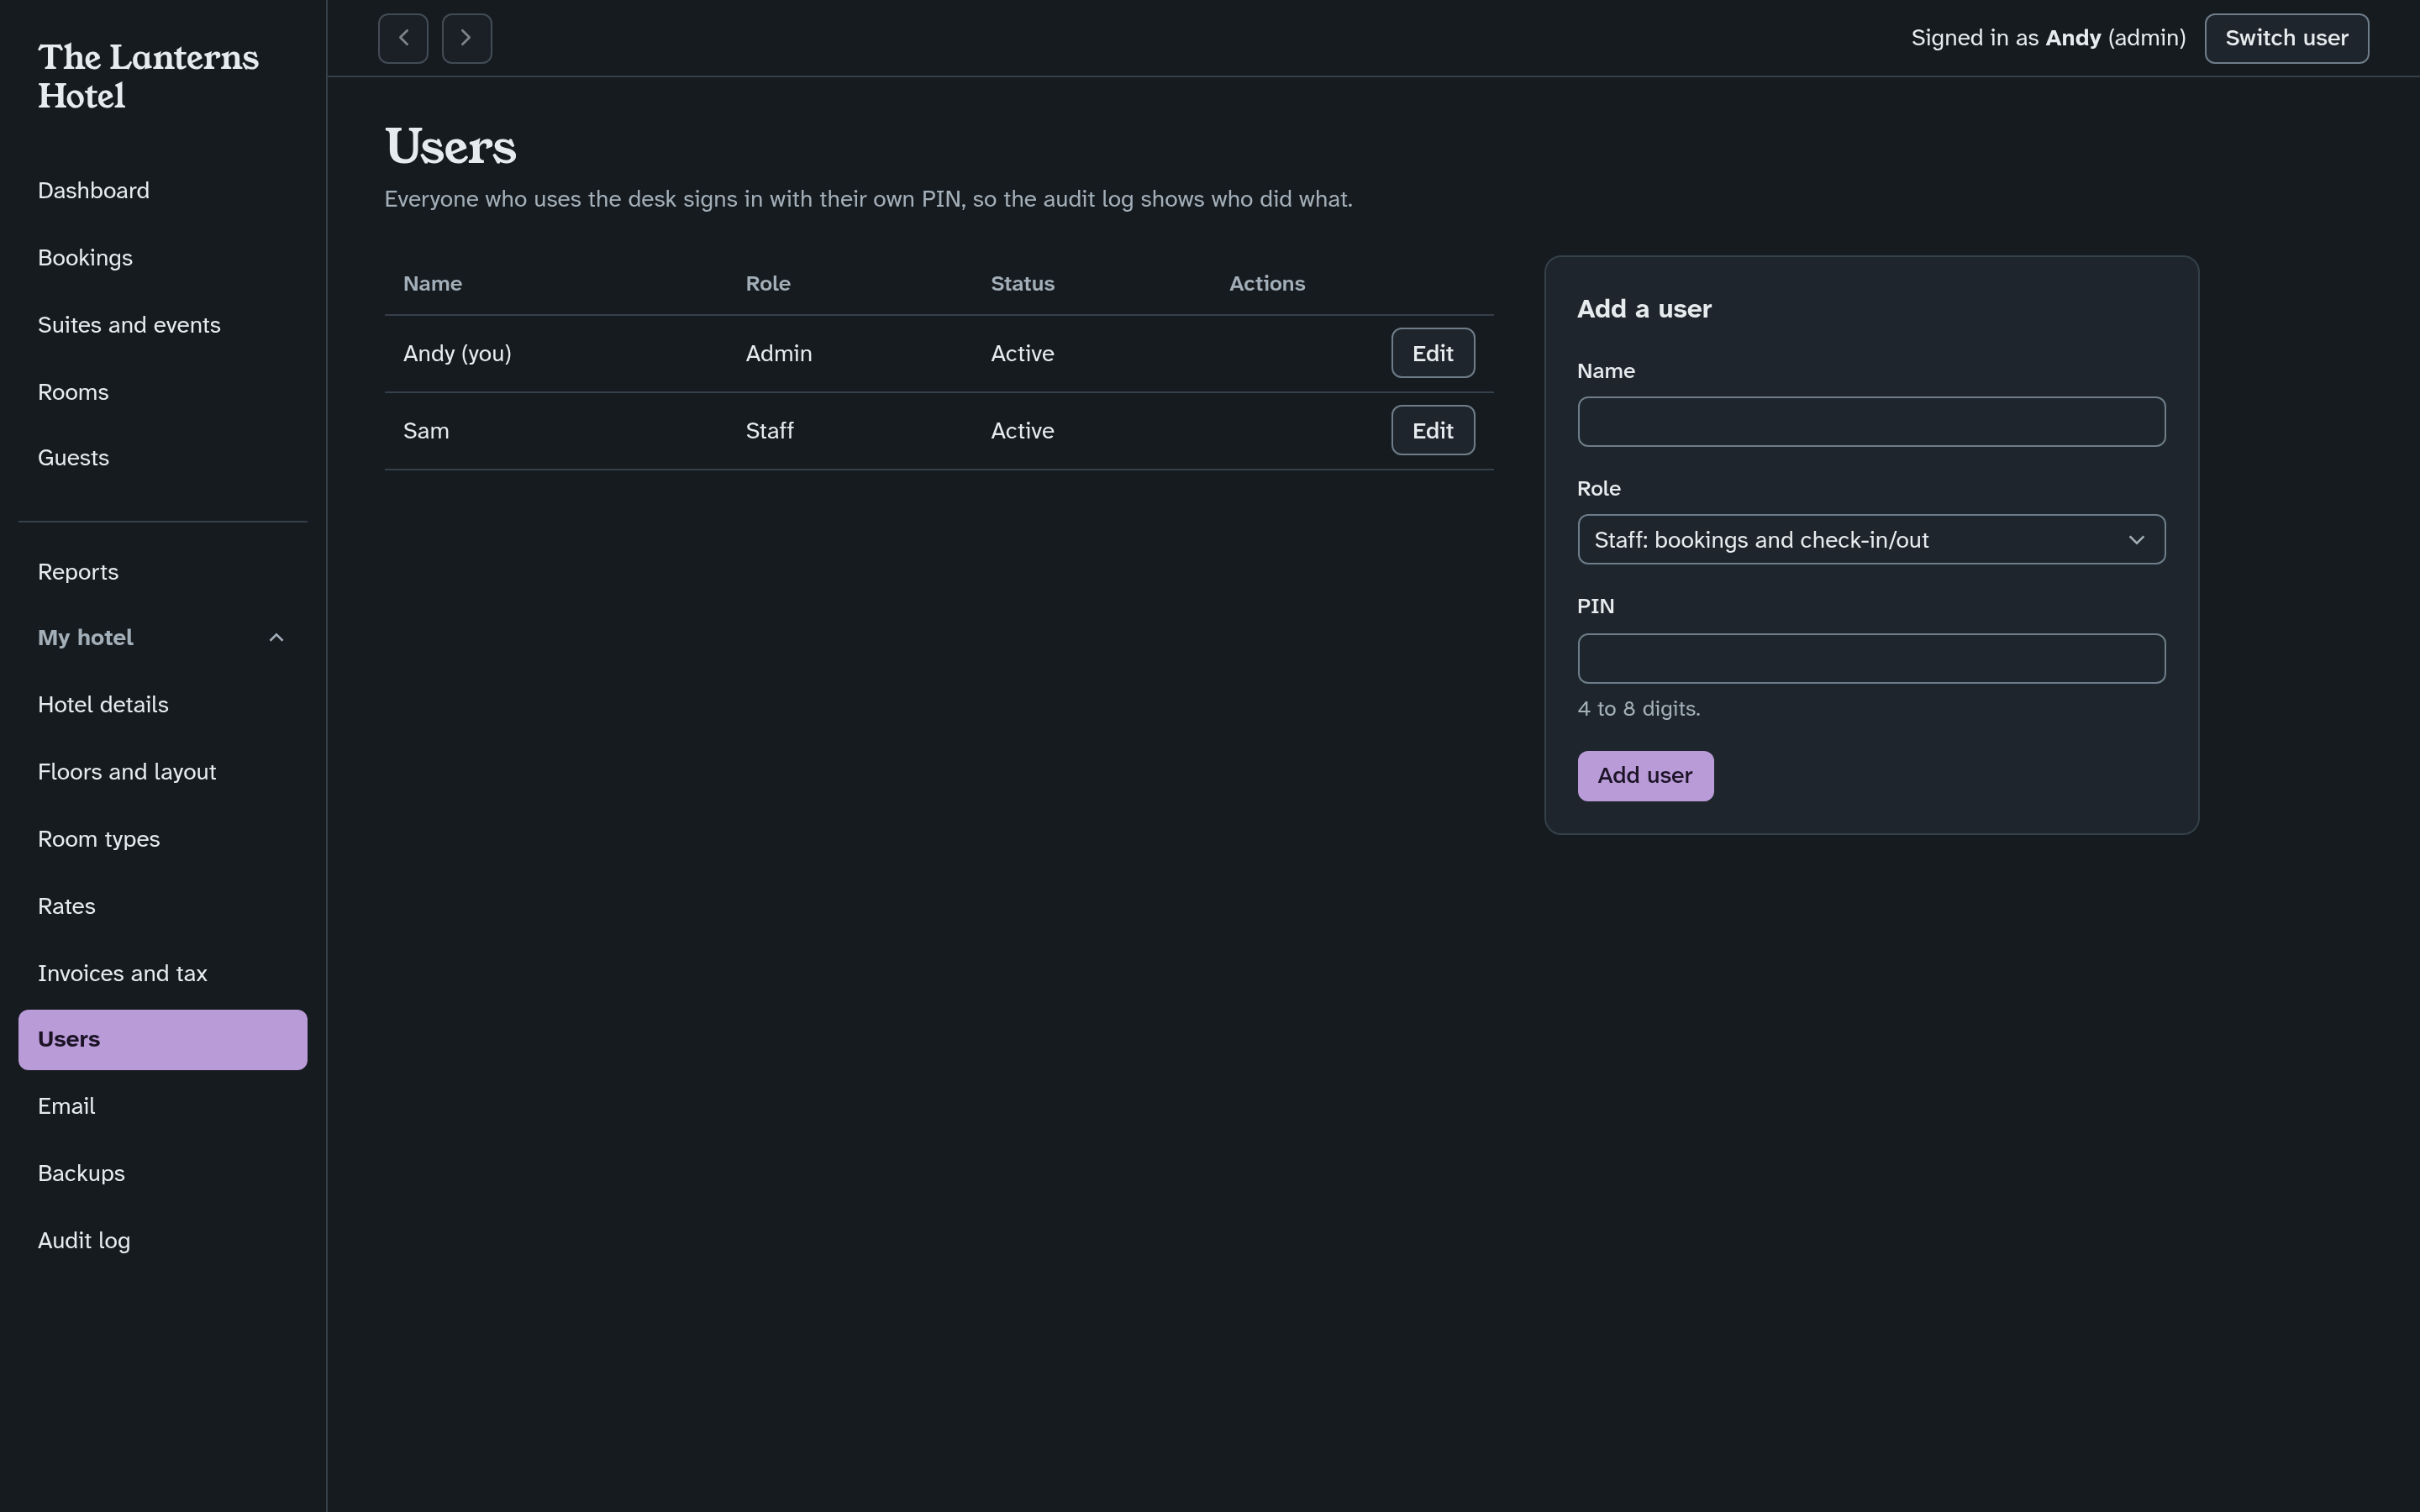 The Lanterns
Hotel
Dashboard
Bookings
Suites and events
Rooms
Guests
Reports
My hotel
Hotel details
Floors and layout
Room types
Rates
Invoices and tax
Users
Email
Backups
Audit log
Signed in as Andy (admin)
Switch user
Users
Everyone who uses the desk signs in with their own PIN, so the audit log shows who did what.
Name Role Status Actions
Andy (you) Admin Active Edit
Sam Staff Active Edit
Add a user
Name
Role
Staff: bookings and check-in/out
PIN
4 to 8 digits.
Add user